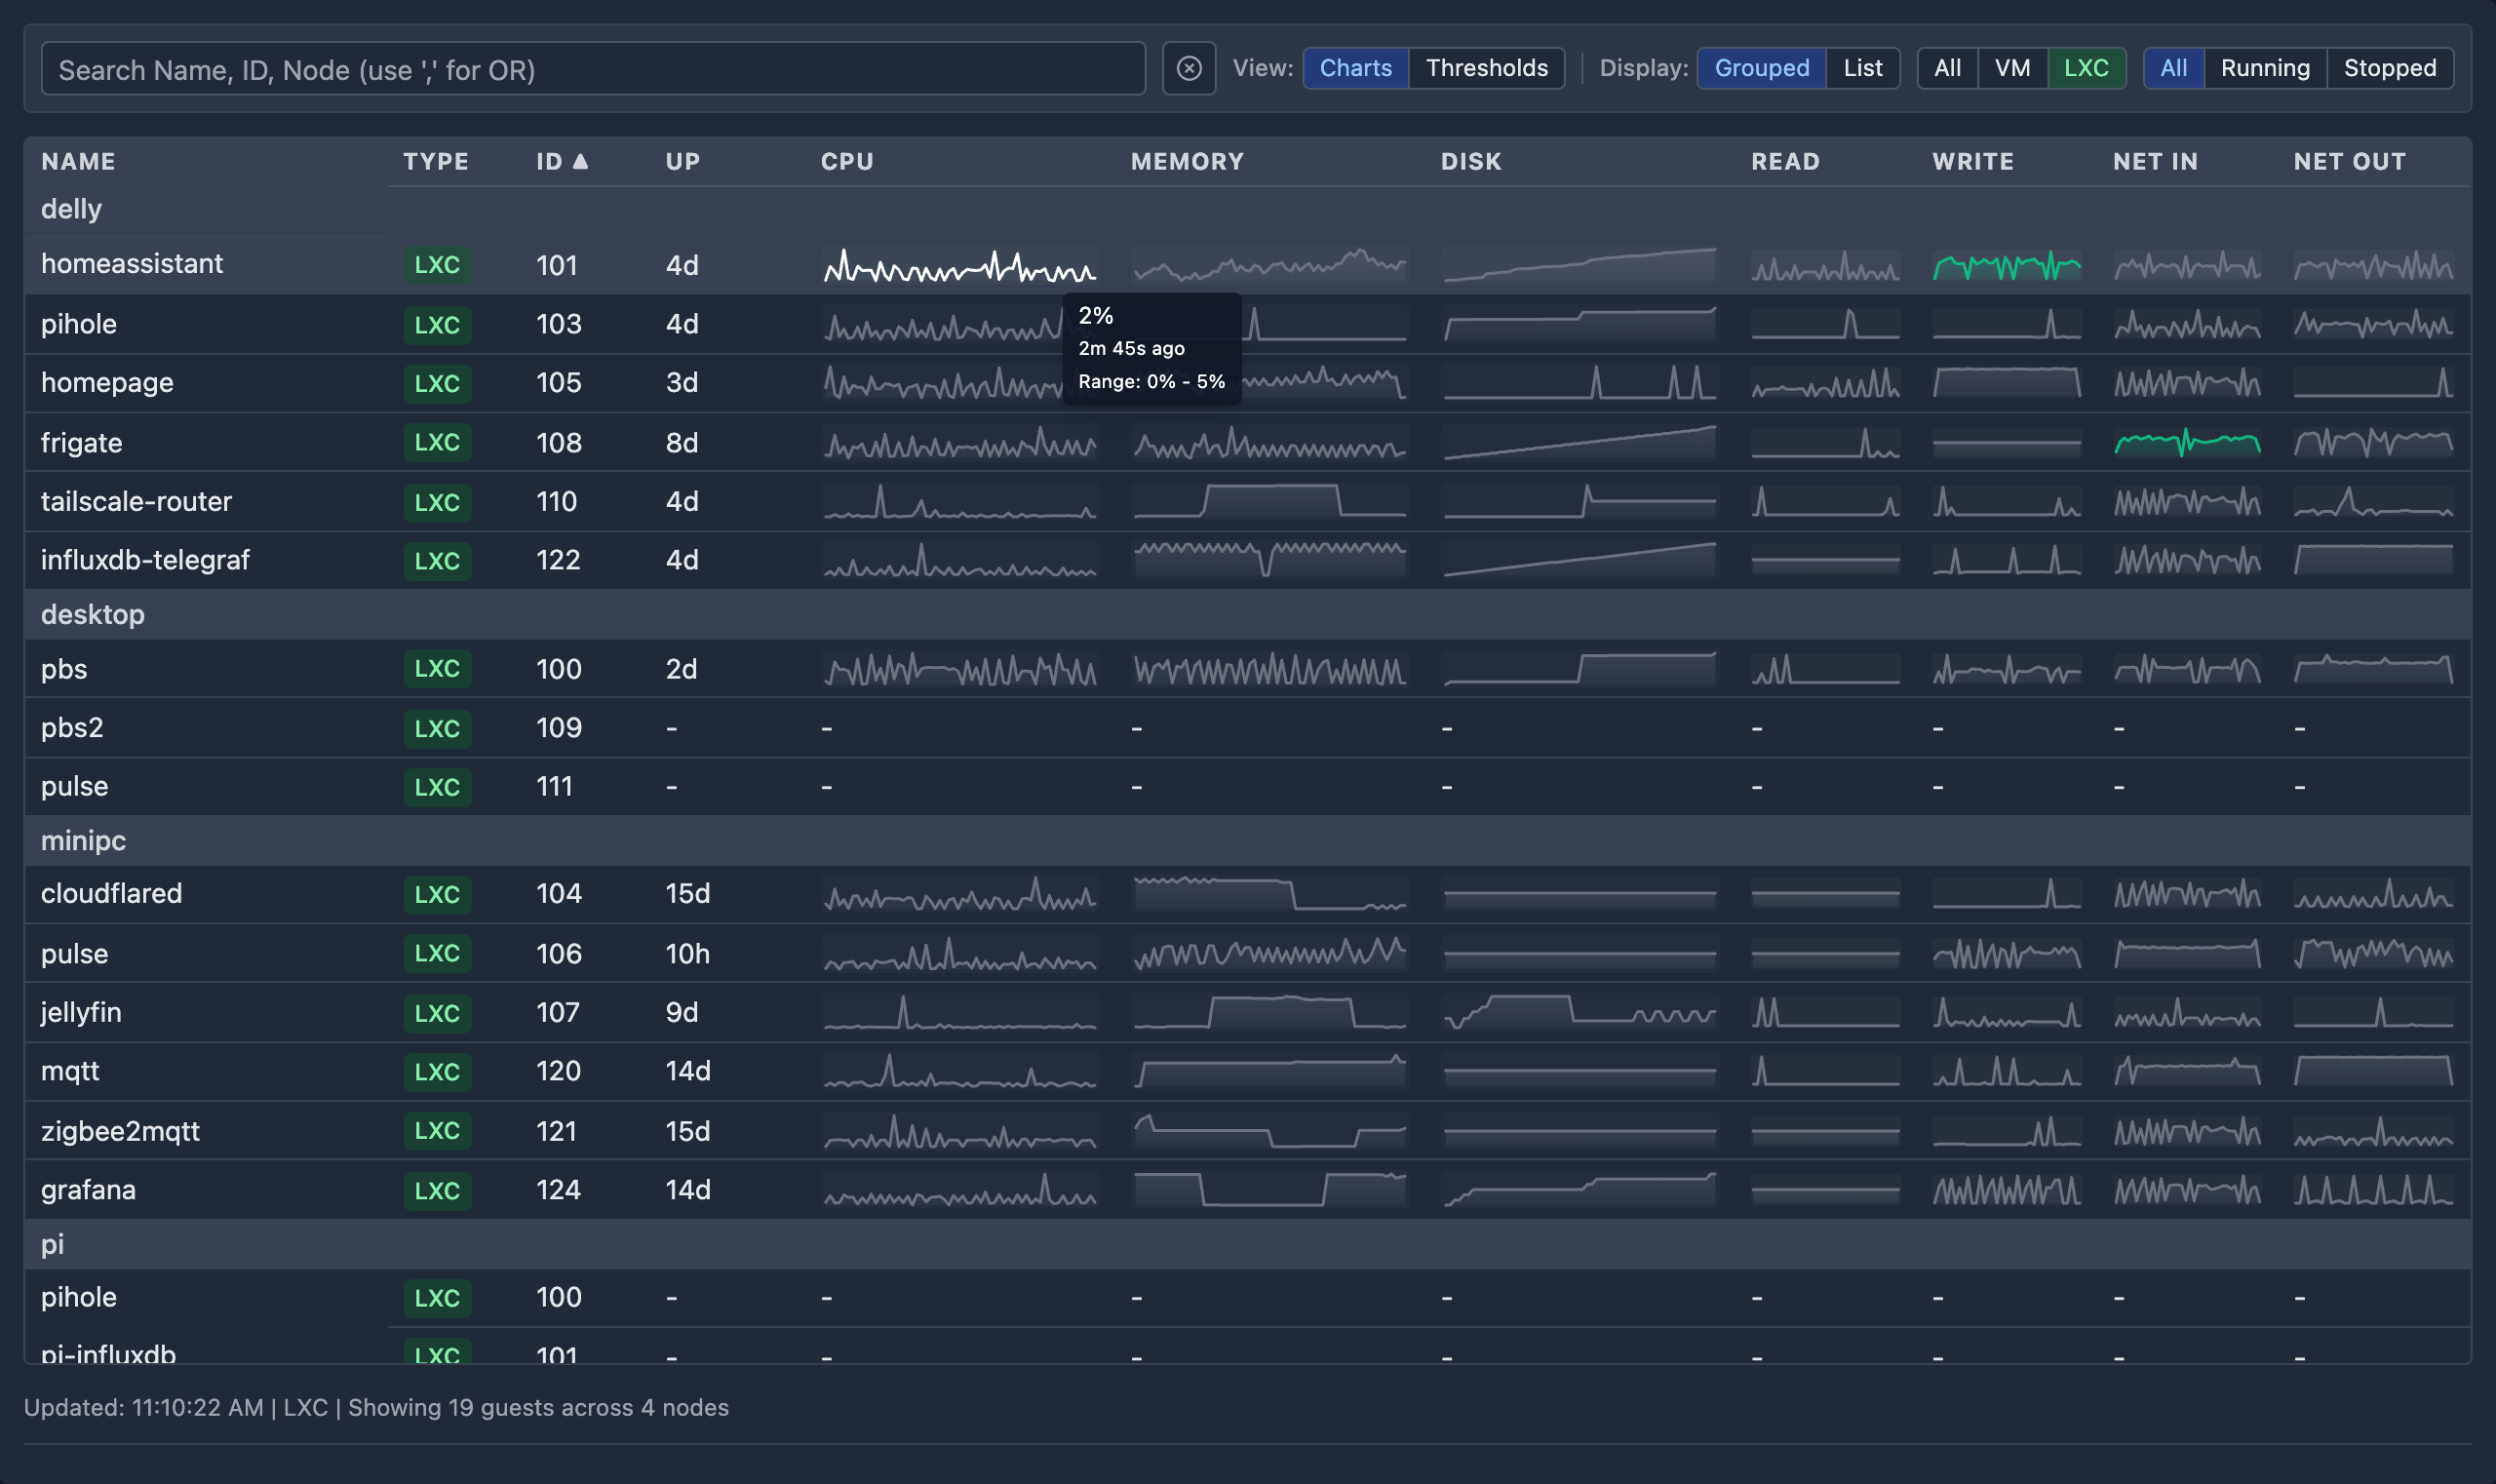 Search Name, ID, Node (use ',' for OR) View: Charts Thresholds Display: Grouped List All VM LXC All Running Stopped
NAME TYPE ID ▲ UP CPU MEMORY DISK READ WRITE NET IN NET OUT
delly
homeassistant LXC 101 4d
2%
2m 45s ago
Range: 0% - 5%
pihole LXC 103 4d
homepage LXC 105 3d
frigate LXC 108 8d
tailscale-router LXC 110 4d
influxdb-telegraf LXC 122 4d
desktop
pbs LXC 100 2d
pbs2 LXC 109 - - - - - - - -
pulse LXC 111 - - - - - - - -
minipc
cloudflared LXC 104 15d
pulse LXC 106 10h
jellyfin LXC 107 9d
mqtt LXC 120 14d
zigbee2mqtt LXC 121 15d
grafana LXC 124 14d
pi
pihole LXC 100 - - - - - - - -
pi-influxdb LXC 101 - - - - - - - -
Updated: 11:10:22 AM | LXC | Showing 19 guests across 4 nodes